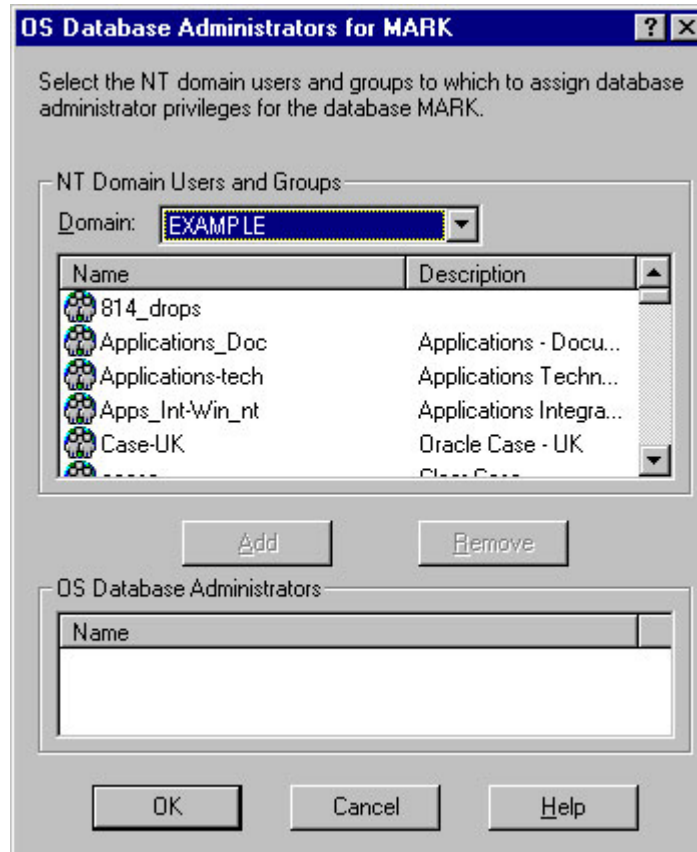 OS Database Administrators for MARK
Select the NT domain users and groups to which to assign database
administrator privileges for the database MARK.
NT Domain Users and Groups
Domain: EXAMPLE
Name Description
814_drops
Applications_Doc Applications - Docu...
Applications-tech Applications Techn...
Apps_Int-Win_nt Applications Integra...
Case-UK Oracle Case - UK
Add Remove
OS Database Administrators
Name
OK Cancel Help